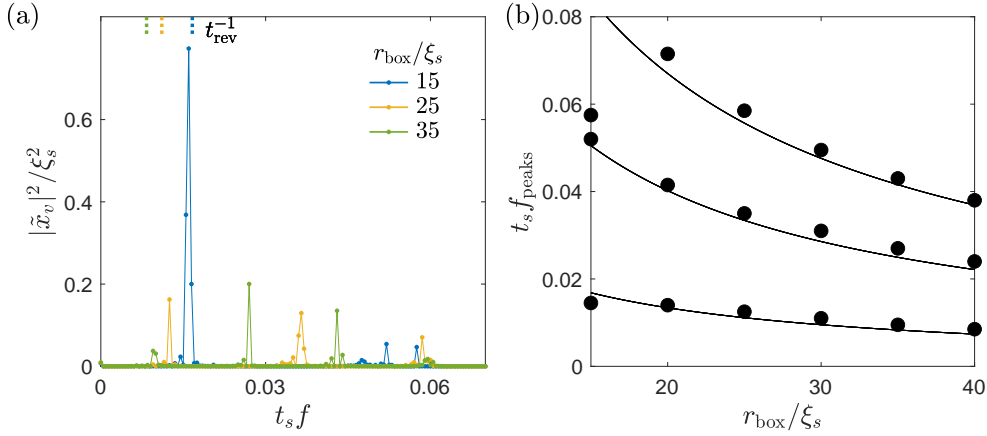 (a)
t_rev^{-1}
r_box/ξ_s
15
25
35
|x̃_v|²/ξ_s²
0.6
0.4
0.2
0
0 0.03 0.06
t_s f
(b)
t_s f_peaks
0.08
0.06
0.04
0.02
0
20 30 40
r_box/ξ_s